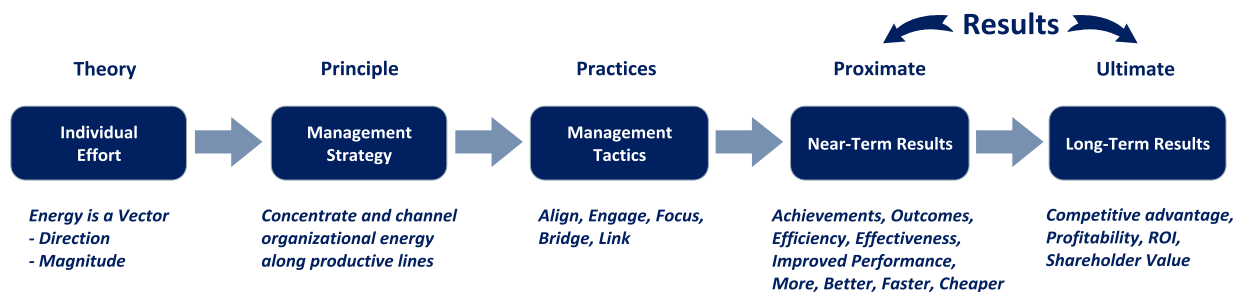 Results
Theory
Principle
Practices
Proximate
Ultimate
Individual
Effort
Management
Strategy
Management
Tactics
Near-Term Results
Long-Term Results
Energy is a Vector
- Direction
- Magnitude
Concentrate and channel
organizational energy
along productive lines
Align, Engage, Focus,
Bridge, Link
Achievements, Outcomes,
Efficiency, Effectiveness,
Improved Performance,
More, Better, Faster, Cheaper
Competitive advantage,
Profitability, ROI,
Shareholder Value